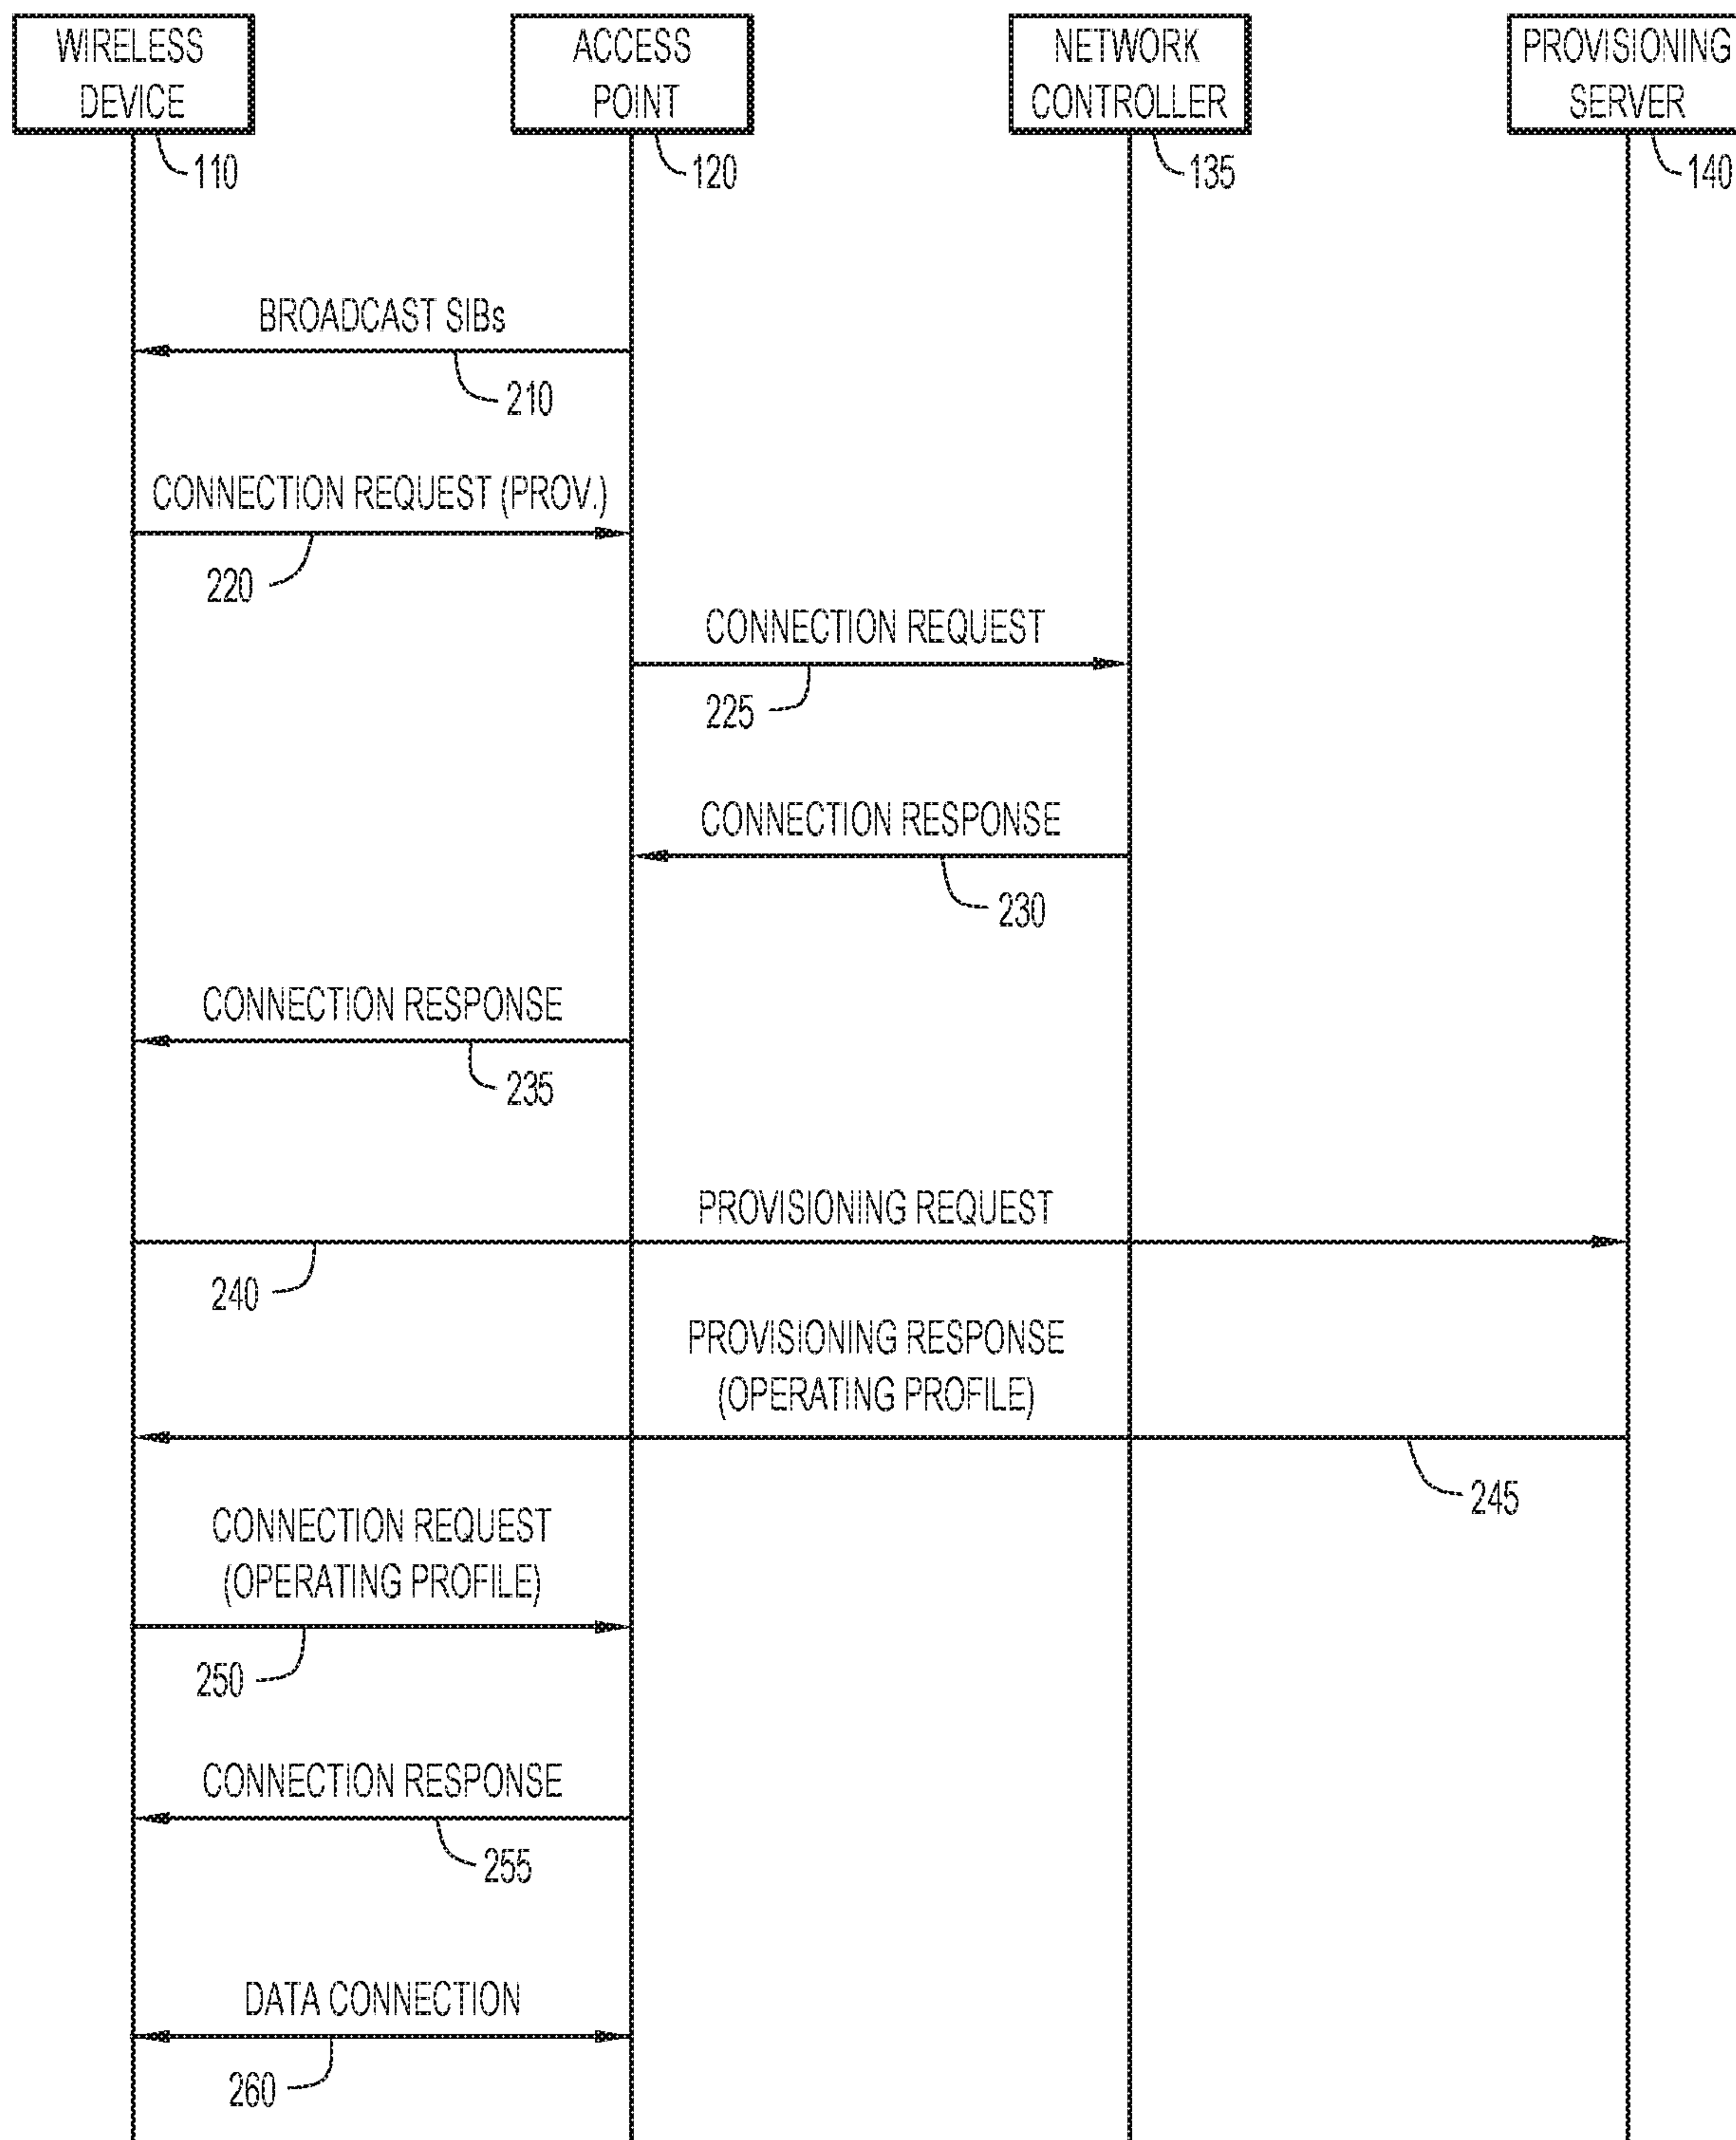 WIRELESS
DEVICE
ACCESS
POINT
NETWORK
CONTROLLER
PROVISIONING
SERVER
110
120
135
140
BROADCAST SIBs
210
CONNECTION REQUEST (PROV.)
220
CONNECTION REQUEST
225
CONNECTION RESPONSE
230
CONNECTION RESPONSE
235
PROVISIONING REQUEST
240
PROVISIONING RESPONSE
(OPERATING PROFILE)
245
CONNECTION REQUEST
(OPERATING PROFILE)
250
CONNECTION RESPONSE
255
DATA CONNECTION
260